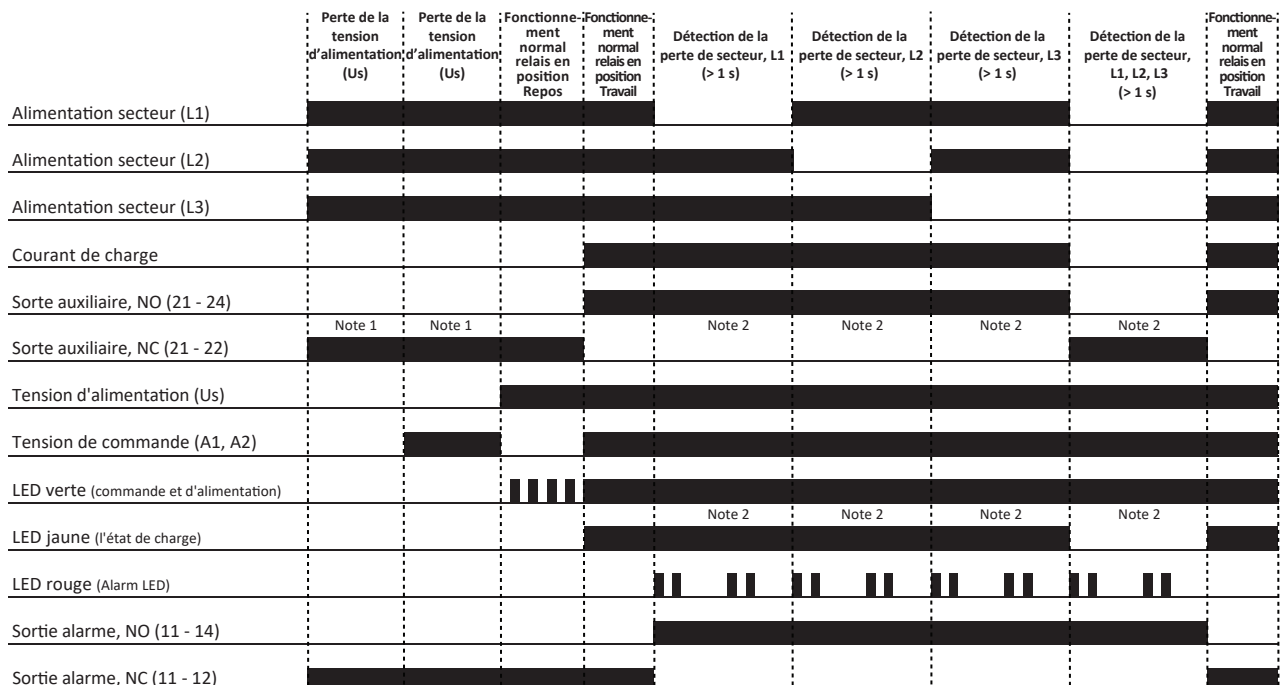 Perte de la
tension
d'alimentation
(Us)
Perte de la
tension
d'alimentation
(Us)
Fonctionne-
ment
normal
relais en
position
Repos
Fonctionne-
ment
normal
relais en
position
Travail
Détection de la
perte de secteur, L1
(> 1 s)
Détection de la
perte de secteur, L2
(> 1 s)
Détection de la
perte de secteur, L3
(> 1 s)
Détection de la
perte de secteur,
L1, L2, L3
(> 1 s)
Fonctionne-
ment
normal
relais en
position
Travail
Alimentation secteur (L1)
Alimentation secteur (L2)
Alimentation secteur (L3)
Courant de charge
Sorte auxiliaire, NO (21 - 24)
Note 1 Note 1 Note 2 Note 2 Note 2 Note 2
Sorte auxiliaire, NC (21 - 22)
Tension d'alimentation (Us)
Tension de commande (A1, A2)
LED verte (commande et d'alimentation)
Note 2 Note 2 Note 2 Note 2
LED jaune (l'état de charge)
LED rouge (Alarm LED)
Sortie alarme, NO (11 - 14)
Sortie alarme, NC (11 - 12)